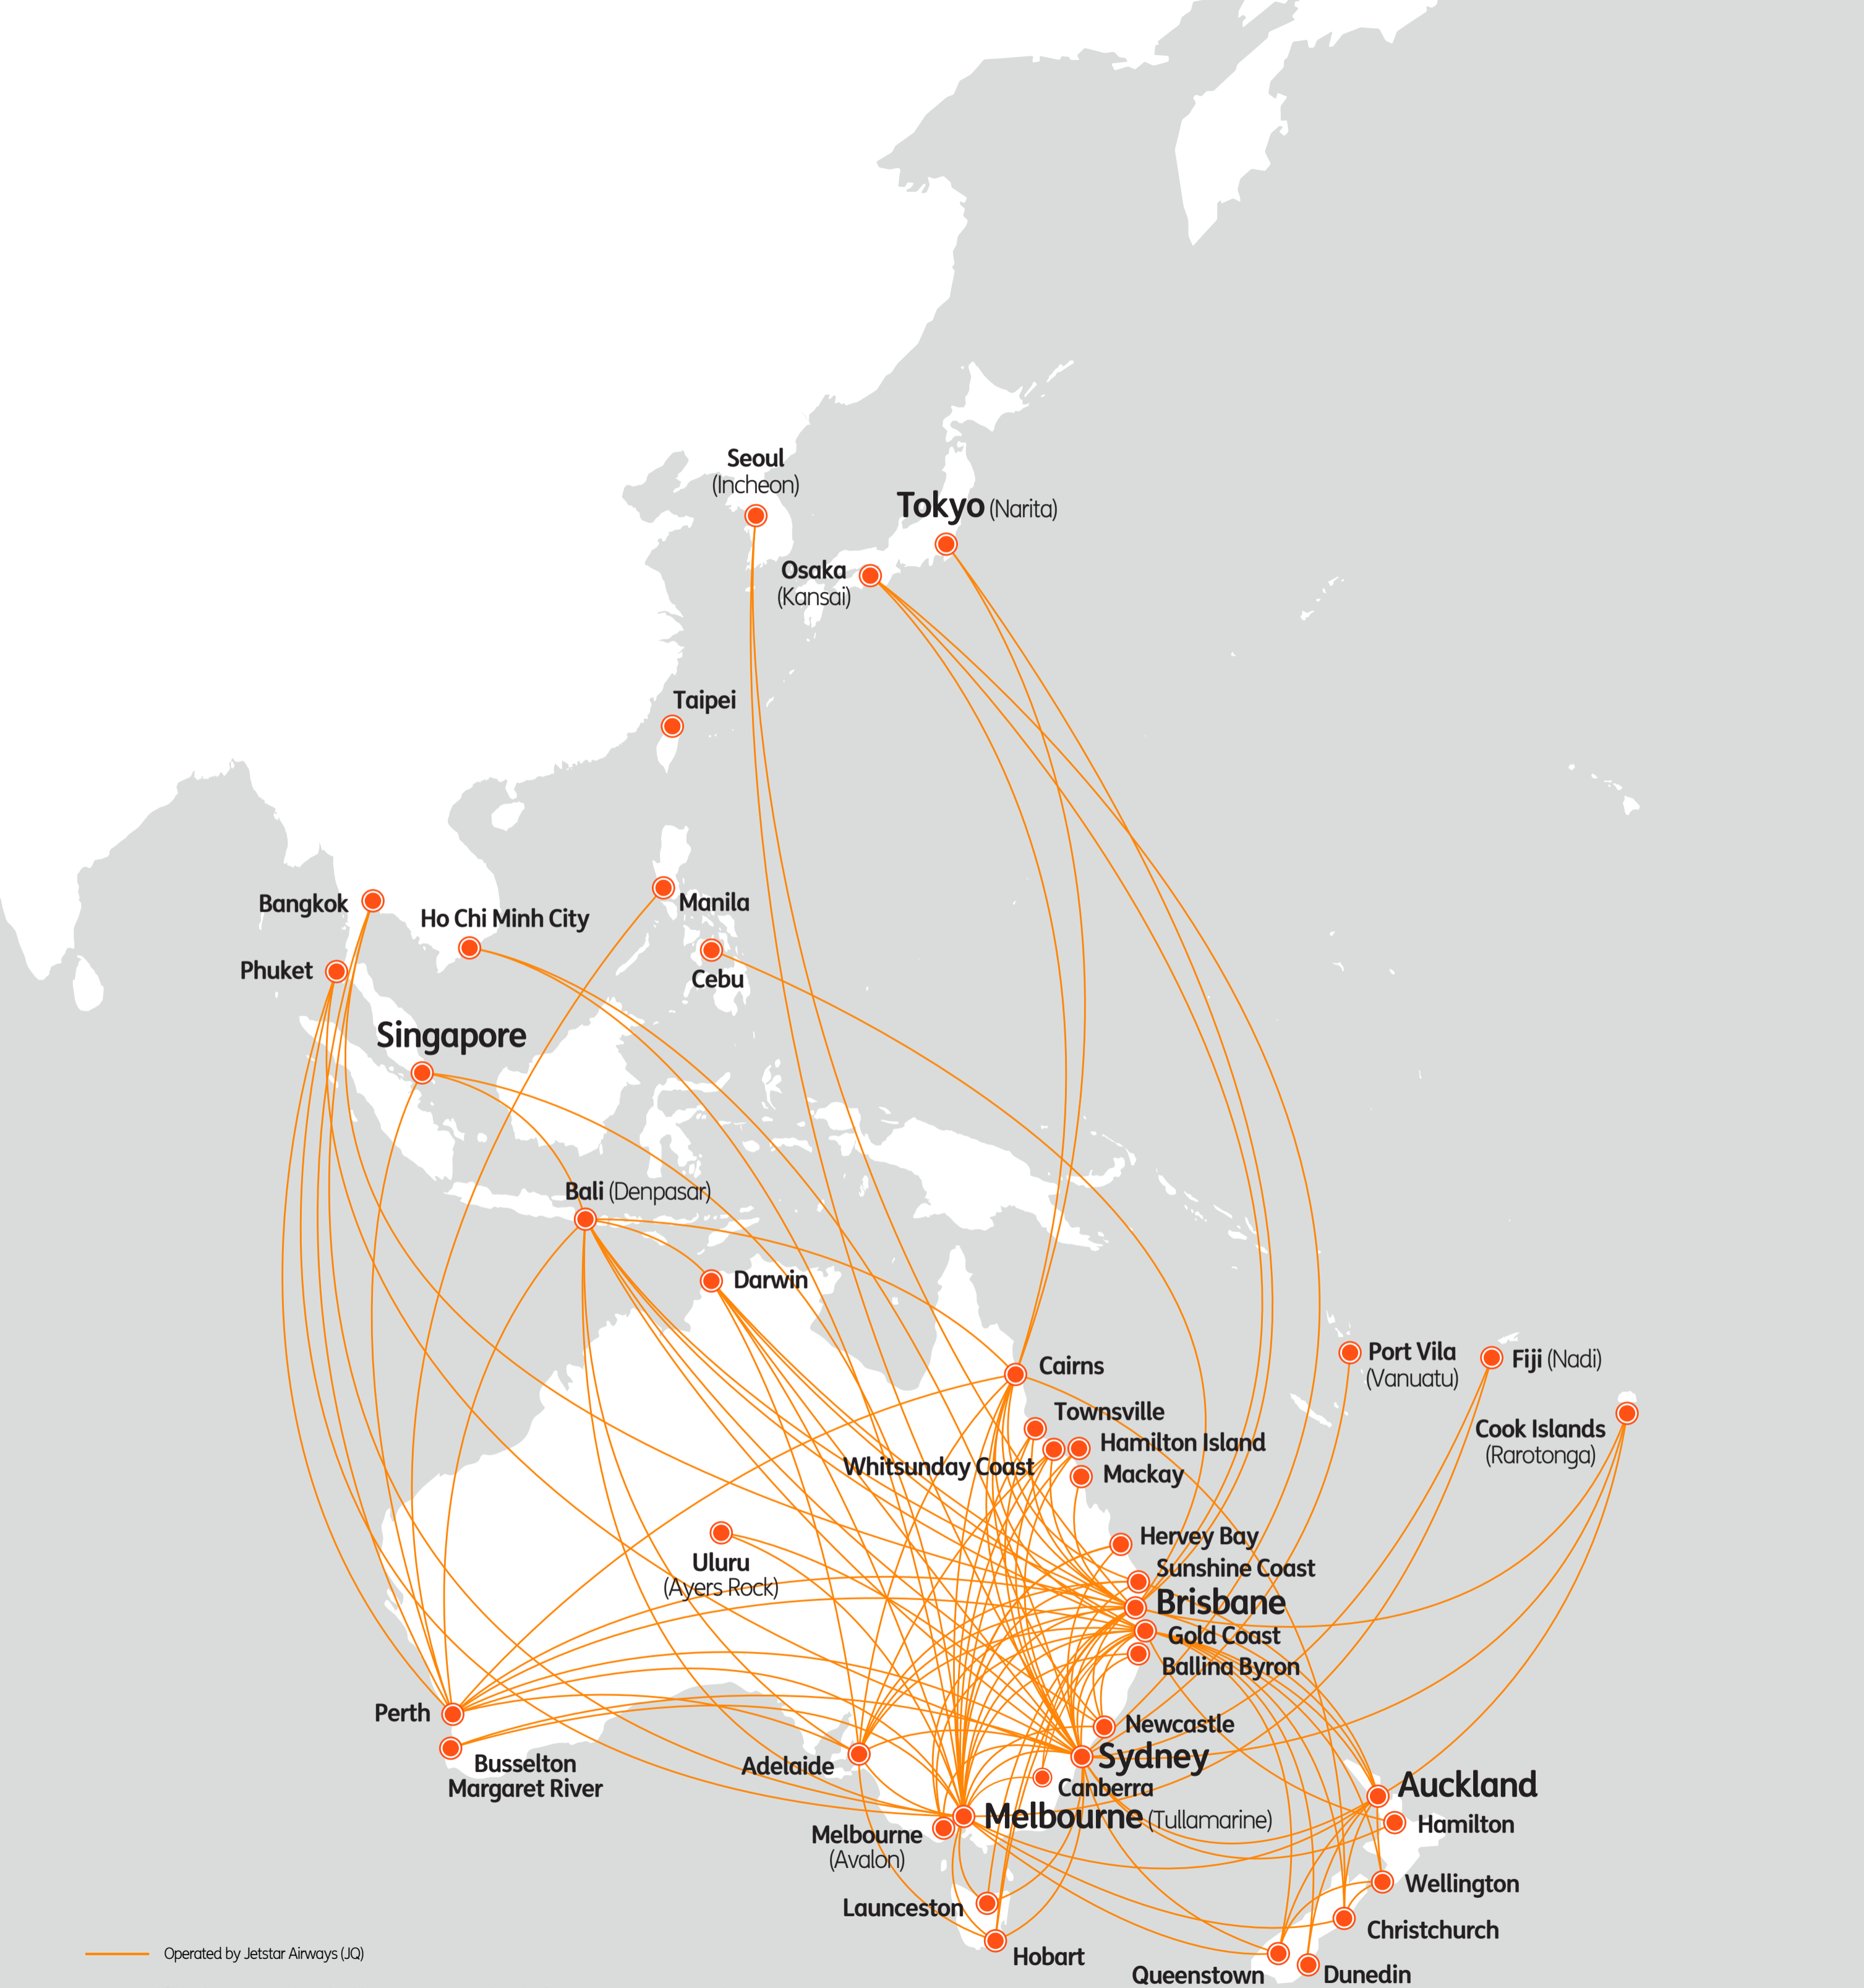 Seoul
(Incheon)
Tokyo (Narita)
Osaka
(Kansai)
Taipei
Bangkok
Manila
Ho Chi Minh City
Phuket
Cebu
Singapore
Bali (Denpasar)
Darwin
Cairns
Port Vila
(Vanuatu)
Fiji (Nadi)
Townsville
Cook Islands
(Rarotonga)
Hamilton Island
Whitsunday Coast
Mackay
Hervey Bay
Uluru
(Ayers Rock)
Sunshine Coast
Brisbane
Gold Coast
Ballina Byron
Perth
Newcastle
Busselton
Margaret River
Adelaide
Sydney
Canberra
Auckland
Melbourne (Tullamarine)
Hamilton
Melbourne
(Avalon)
Wellington
Launceston
Christchurch
Hobart
Queenstown
Dunedin
Operated by Jetstar Airways (JQ)